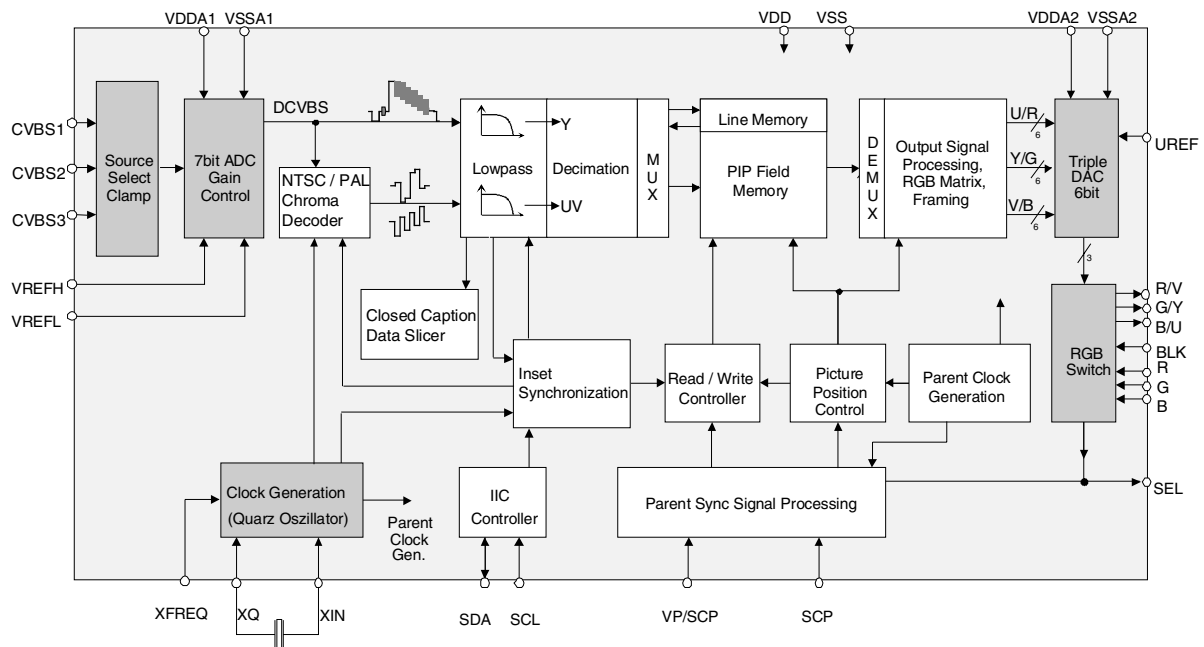 VDDA1 VSSA1
VDD VSS
VDDA2 VSSA2
CVBS1
CVBS2
CVBS3
VREFH
VREFL
Source
Select
Clamp
7bit ADC
Gain
Control
DCVBS
NTSC / PAL
Chroma
Decoder
Lowpass
Y
Decimation
UV
MUX
Line Memory
PIP Field
Memory
DEMUX
Output Signal
Processing,
RGB Matrix,
Framing
U/R
6
Y/G
6
V/B
6
Triple
DAC
6bit
UREF
3
Closed Caption
Data Slicer
Inset
Synchronization
Read / Write
Controller
Picture
Position
Control
Parent Clock
Generation
RGB
Switch
R/V
G/Y
B/U
BLK
R
G
B
Clock Generation
(Quarz Oszillator)
Parent
Clock
Gen.
IIC
Controller
Parent Sync Signal Processing
SEL
XFREQ
XQ
XIN
SDA
SCL
VP/SCP
SCP